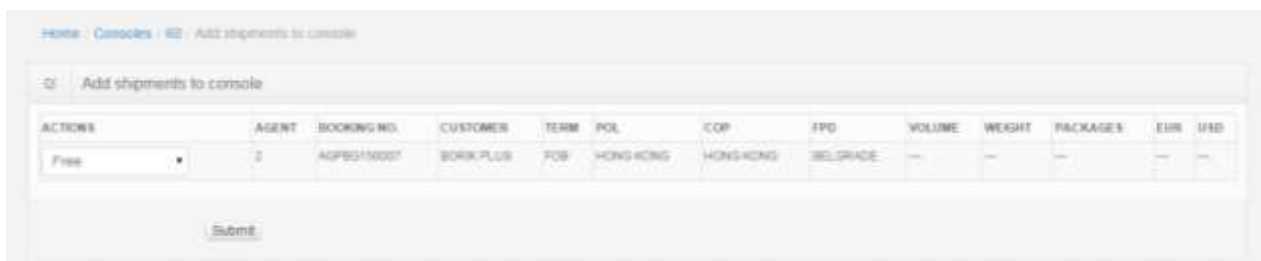 Home / Consoles / 60 / Add shipments to console
Add shipments to console
ACTIONS AGENT BOOKING NO. CUSTOMER TERM POL COP FPD VOLUME WEIGHT PACKAGES EUR USD
Free 2 BORIK PLUS FOB HONG KONG HONG KONG BELGRADE — — — — —
Submit